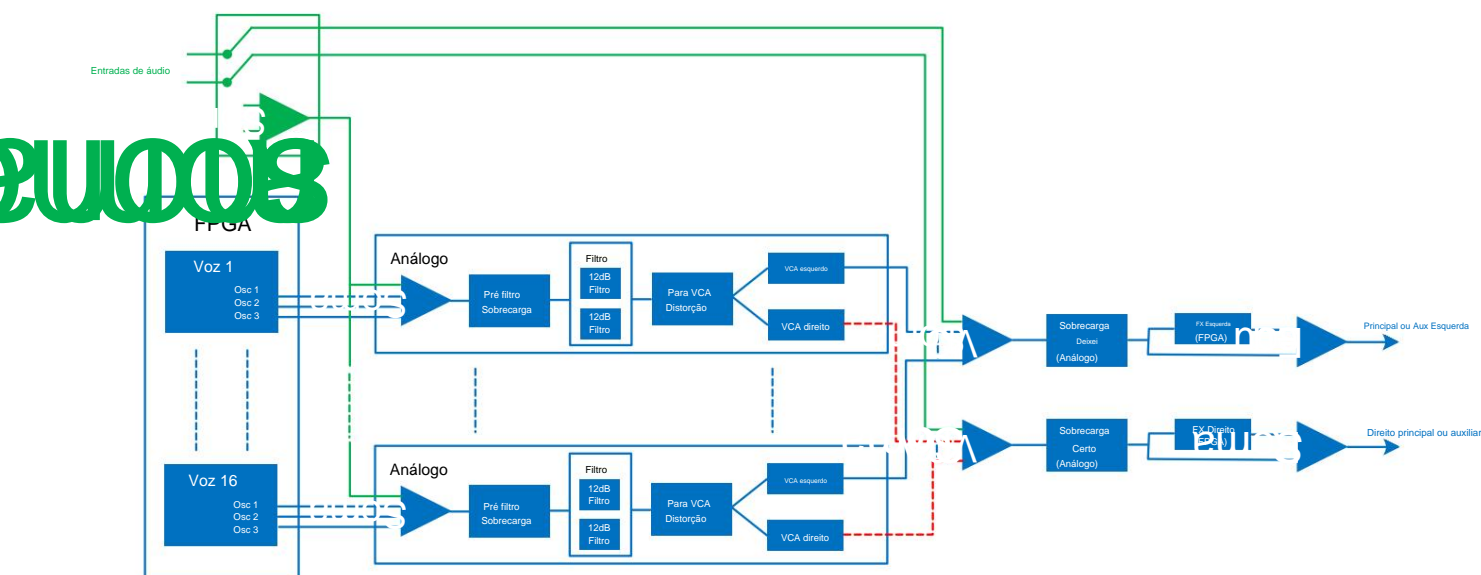 Entradas de áudio
FPGA
Voz 1
Osc 1
Osc 2
Osc 3
Análogo
Pré filtro
Sobrecarga
Filtro
12dB
Filtro
12dB
Filtro
Para VCA
Distorção
VCA esquerdo
VCA direito
Sobrecarga
Deixei
(Análogo)
FX Esquerda
(FPGA)
Principal ou Aux Esquerda
Sobrecarga
Certo
(Análogo)
FX Direito
(FPGA)
Direito principal ou auxiliar
Voz 16
Osc 1
Osc 2
Osc 3
Análogo
Pré filtro
Sobrecarga
Filtro
12dB
Filtro
12dB
Filtro
Para VCA
Distorção
VCA esquerdo
VCA direito